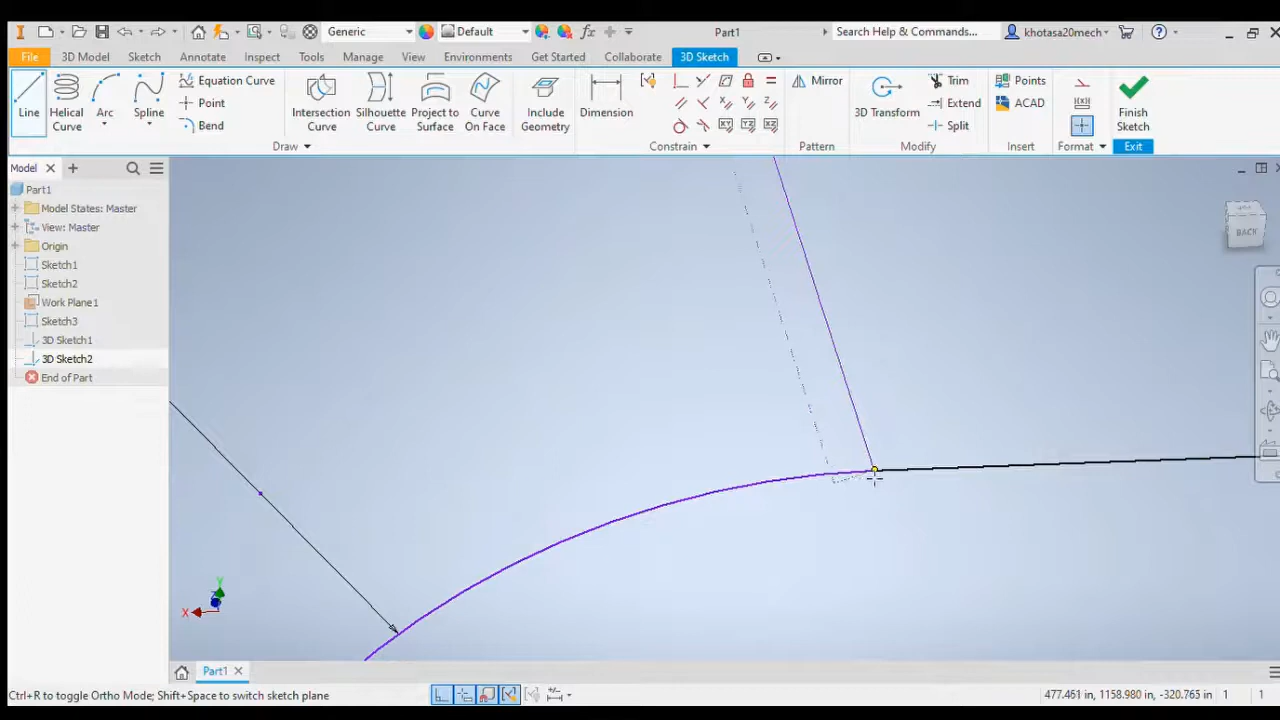 Generic
Default
fx
Part1
Search Help & Commands...
khotasa20mech
File
3D Model
Sketch
Annotate
Inspect
Tools
Manage
View
Environments
Get Started
Collaborate
3D Sketch
Line
Helical Curve
Arc
Spline
Equation Curve
Point
Bend
Draw
Intersection Curve
Silhouette Curve
Project to Surface
Curve On Face
Include Geometry
Dimension
Constrain
Mirror
Pattern
3D Transform
Trim
Extend
Split
Modify
Points
ACAD
Insert
Format
Finish Sketch
Exit
Model
Part1
Model States: Master
View: Master
Origin
Sketch1
Sketch2
Work Plane1
Sketch3
3D Sketch1
3D Sketch2
End of Part
BACK
Y
X
Part1
Ctrl+R to toggle Ortho Mode; Shift+Space to switch sketch plane
477.461 in, 1158.980 in, -320.765 in 1 1